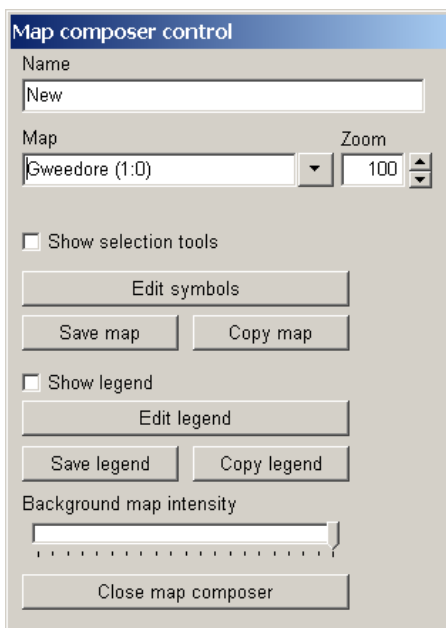 Map composer control
Name
New
Map Zoom
Gweedore (1:0) 100
Show selection tools
Edit symbols
Save map Copy map
Show legend
Edit legend
Save legend Copy legend
Background map intensity
Close map composer